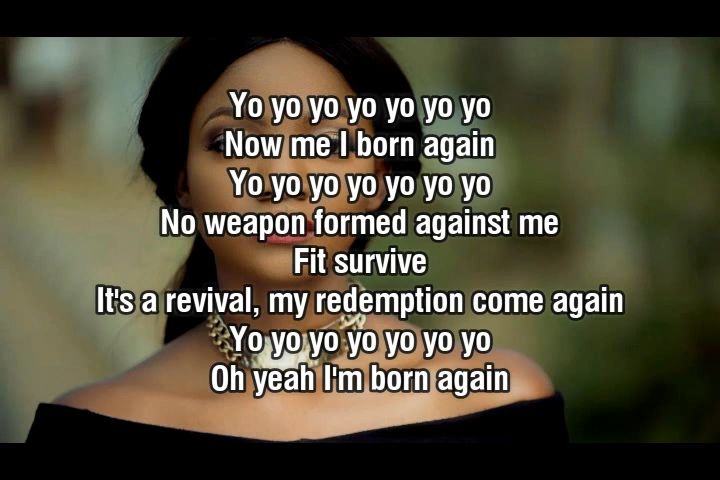 Yo yo yo yo yo yo yo
Now me I born again
Yo yo yo yo yo yo yo
No weapon formed against me
Fit survive
It's a revival, my redemption come again
Yo yo yo yo yo yo yo
Oh yeah I'm born again